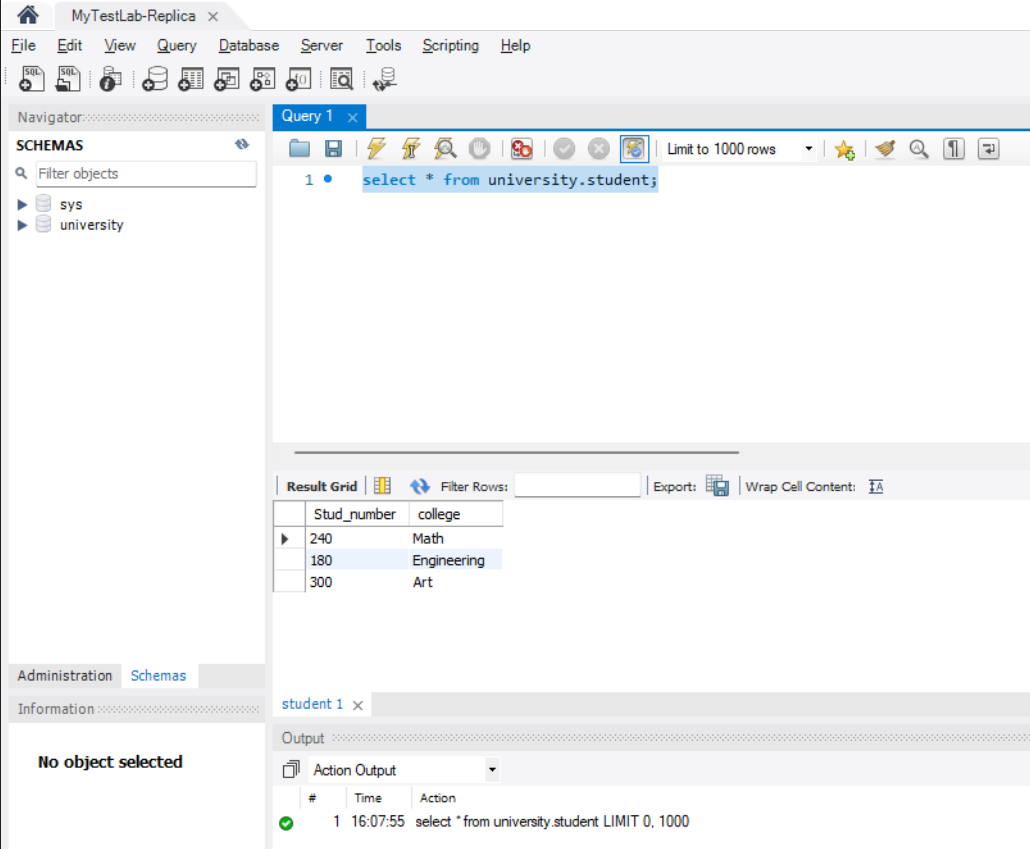 MyTestLab-Replica ×
File Edit View Query Database Server Tools Scripting Help
SQL SQL
Navigator
SCHEMAS
Filter objects
sys
university
Query 1 ×
Limit to 1000 rows
1 select * from university.student;
Result Grid Filter Rows: Export: Wrap Cell Content: IA
Stud_number college
240 Math
180 Engineering
300 Art
Administration Schemas
Information
No object selected
student 1 ×
Output
Action Output
# Time Action
1 16:07:55 select * from university.student LIMIT 0, 1000